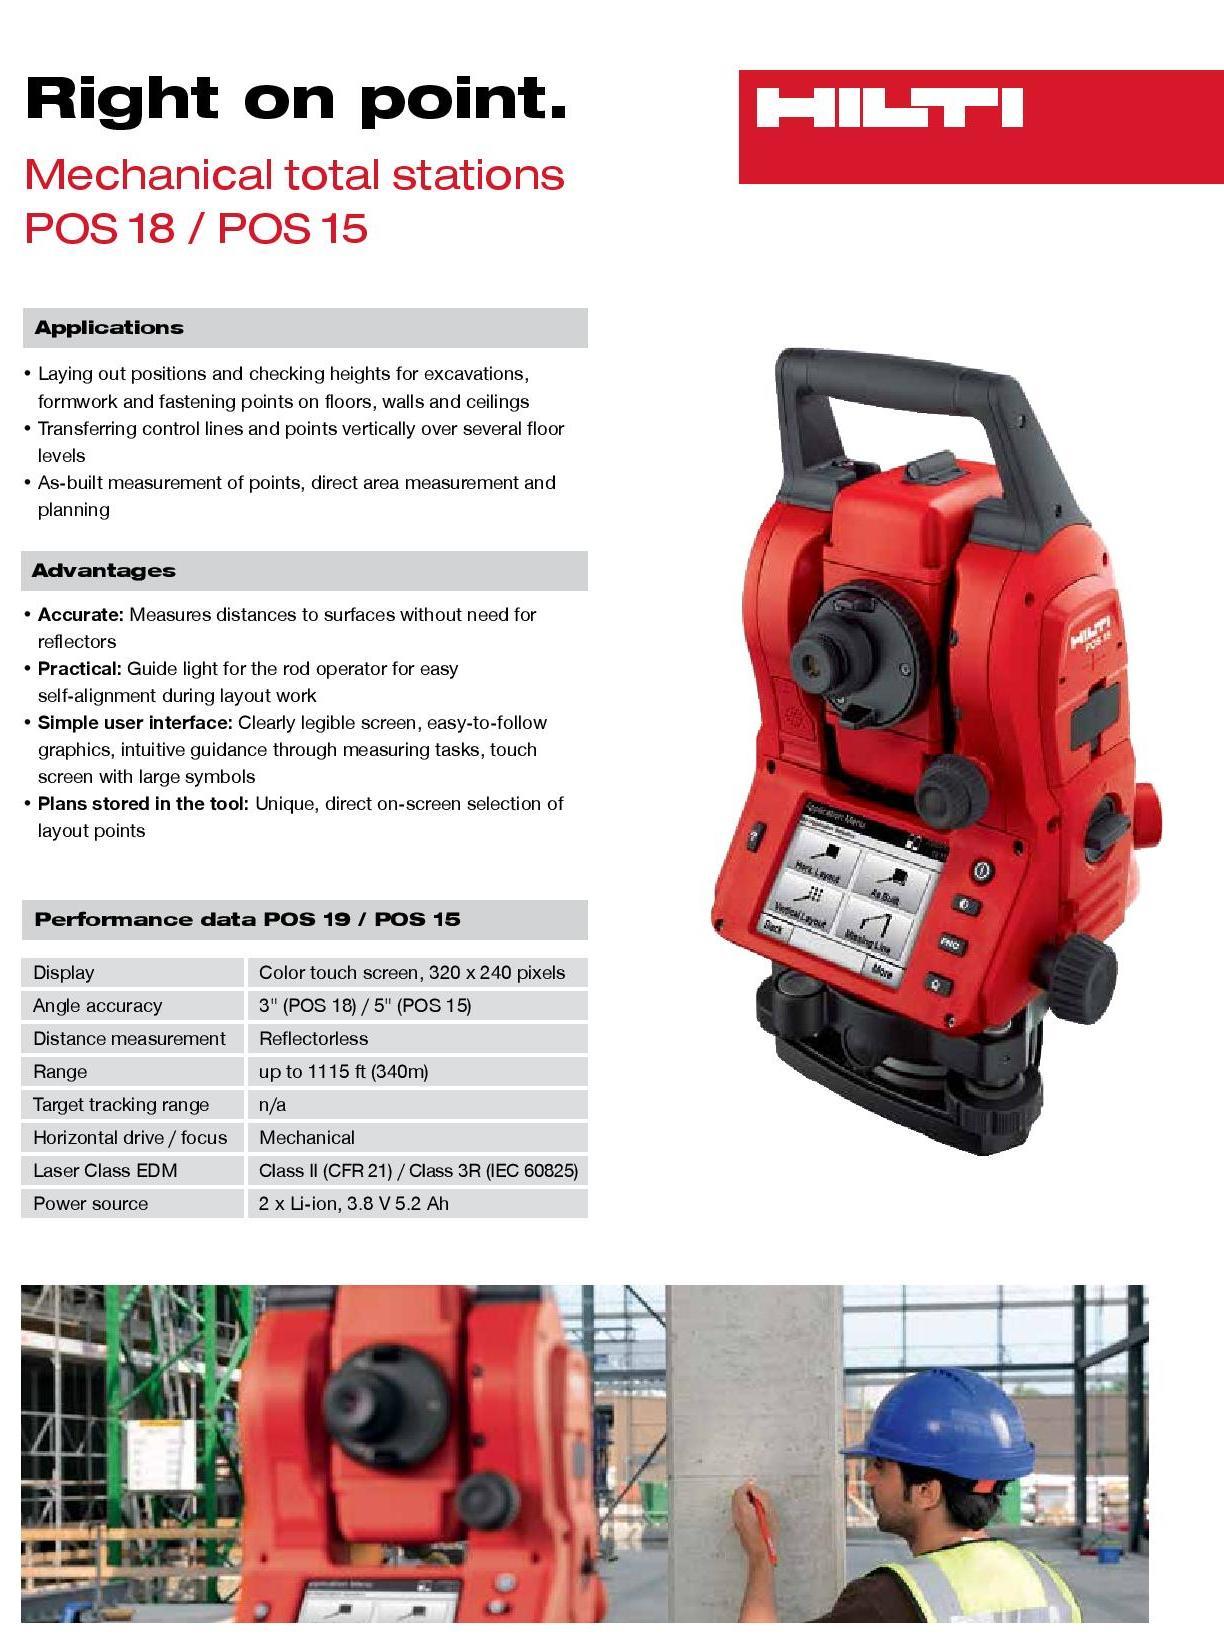 Right on point.
HILTI
Mechanical total stations
POS 18 / POS 15
Applications
• Laying out positions and checking heights for excavations,
formwork and fastening points on floors, walls and ceilings
• Transferring control lines and points vertically over several floor
levels
• As-built measurement of points, direct area measurement and
planning
Advantages
• Accurate: Measures distances to surfaces without need for
reflectors
• Practical: Guide light for the rod operator for easy
self-alignment during layout work
• Simple user interface: Clearly legible screen, easy-to-follow
graphics, intuitive guidance through measuring tasks, touch
screen with large symbols
• Plans stored in the tool: Unique, direct on-screen selection of
layout points
Performance data POS 19 / POS 15
Display Color touch screen, 320 x 240 pixels
Angle accuracy 3" (POS 18) / 5" (POS 15)
Distance measurement Reflectorless
Range up to 1115 ft (340m)
Target tracking range n/a
Horizontal drive / focus Mechanical
Laser Class EDM Class II (CFR 21) / Class 3R (IEC 60825)
Power source 2 x Li-ion, 3.8 V 5.2 Ah
HILTI
POS
Application Menu
Horz. Layout
As Built
Vertical Layout
Missing Line
Back
More
FNC